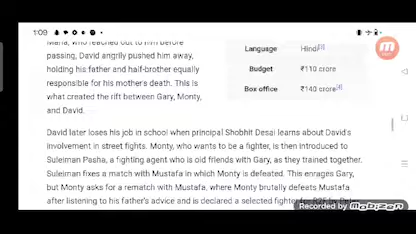 1:09
Maria, who reached out to him before
passing, David angrily pushed him away,
holding his father and half-brother equally
responsible for his mother's death. This is
what created the rift between Gary, Monty,
and David.
Language Hindi[3]
Budget ₹110 crore
Box office ₹140 crore[4]
David later loses his job in school when principal Shobhit Desai learns about David's
involvement in street fights. Monty, who wants to be a fighter, is then introduced to
Suleiman Pasha, a fighting agent who is old friends with Gary, as they trained together.
Suleiman fixes a match with Mustafa in which Monty is defeated. This enrages Gary,
but Monty asks for a rematch with Mustafa, where Monty brutally defeats Mustafa
after listening to his father's advice and is declared a selected fighter for
Recorded by Mobizen